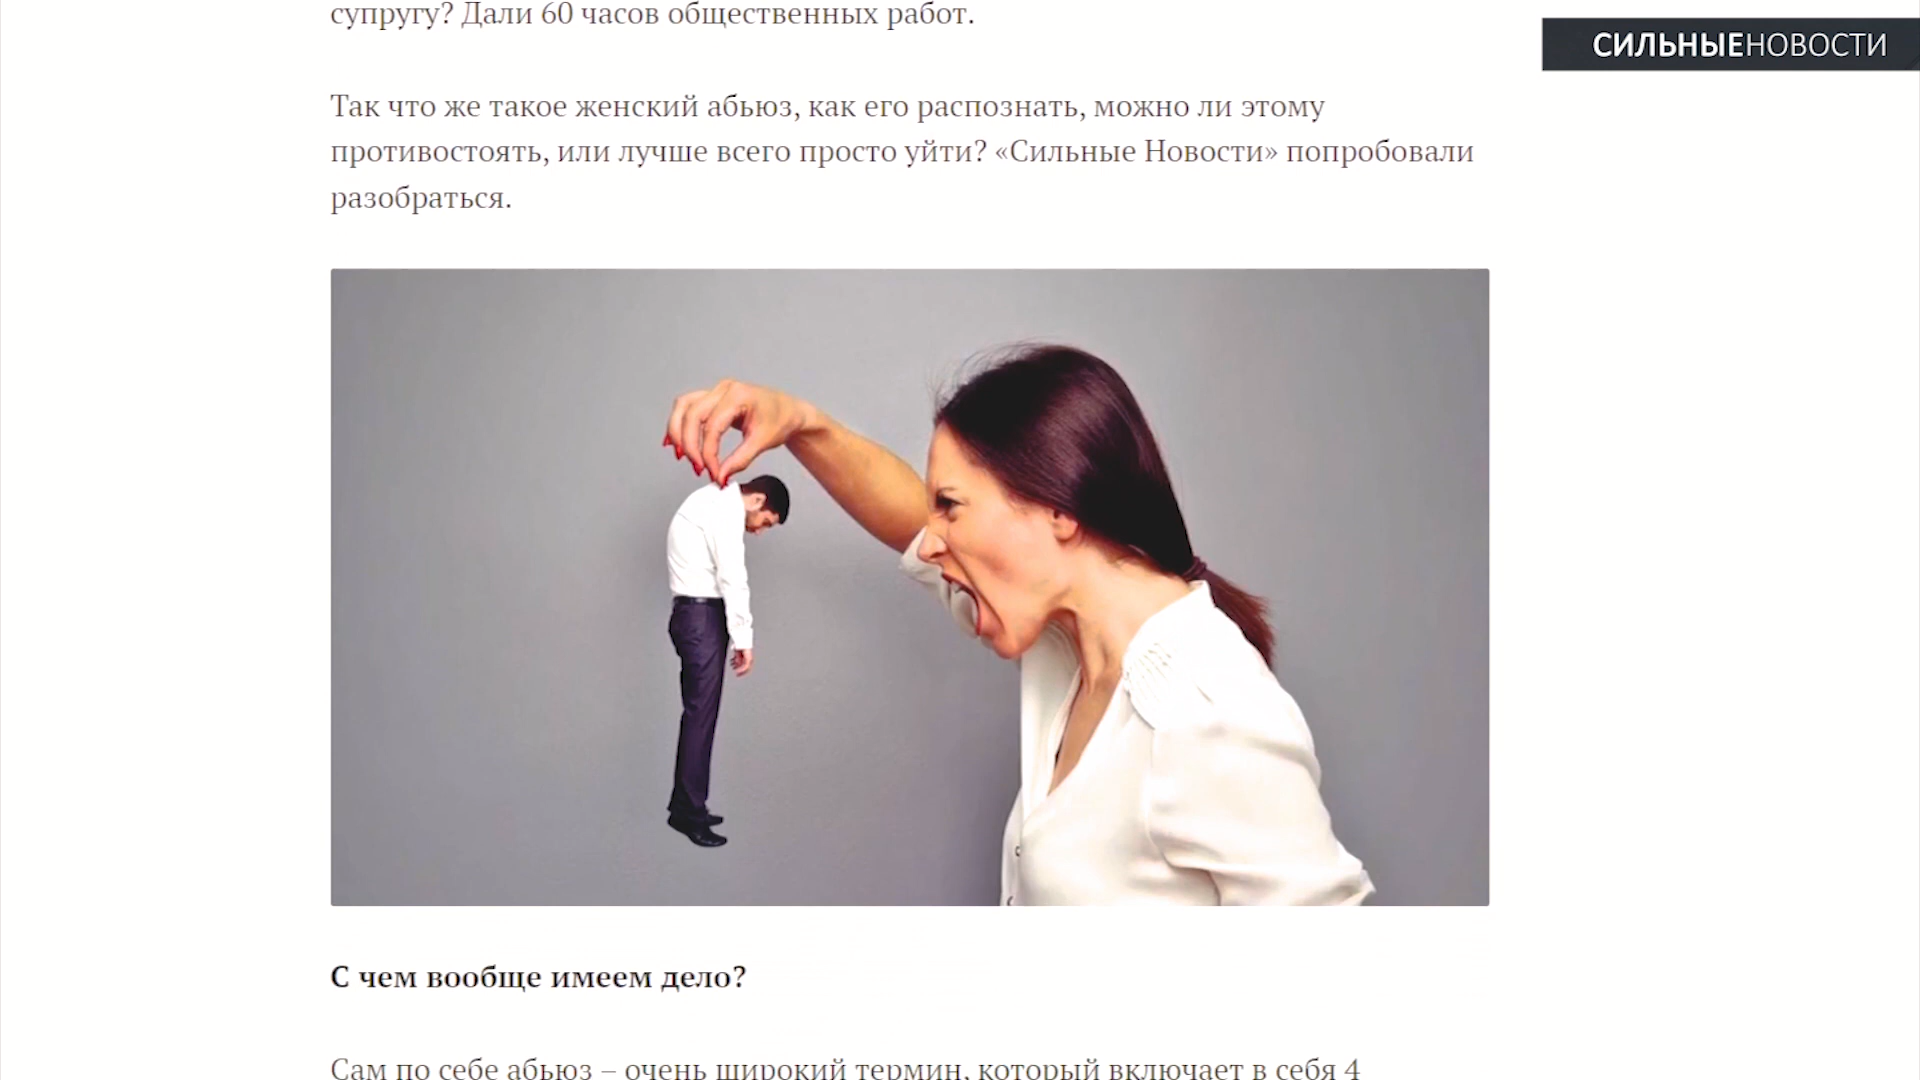 супругу? Дали 60 часов общественных работ.
СИЛЬНЫЕНОВОСТИ
Так что же такое женский абьюз, как его распознать, можно ли этому
противостоять, или лучше всего просто уйти? «Сильные Новости» попробовали
разобраться.
С чем вообще имеем дело?
Сам по себе абьюз – очень широкий термин, который включает в себя 4